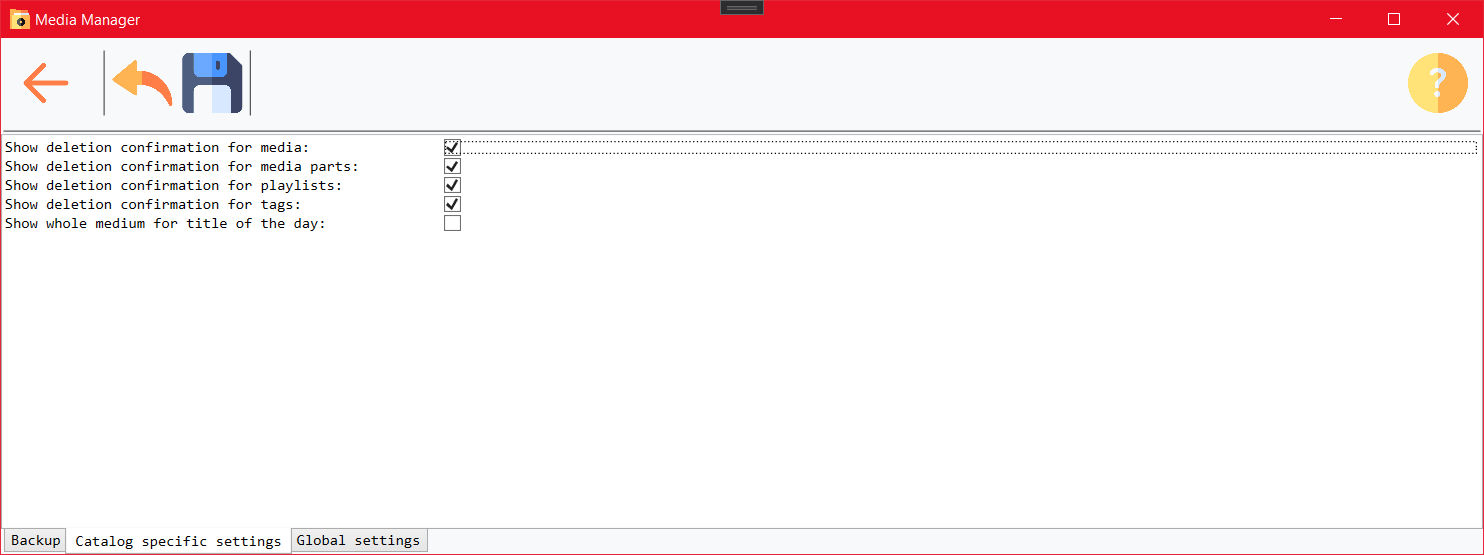 Media Manager
?
Show deletion confirmation for media:
Show deletion confirmation for media parts:
Show deletion confirmation for playlists:
Show deletion confirmation for tags:
Show whole medium for title of the day:
Backup Catalog specific settings Global settings